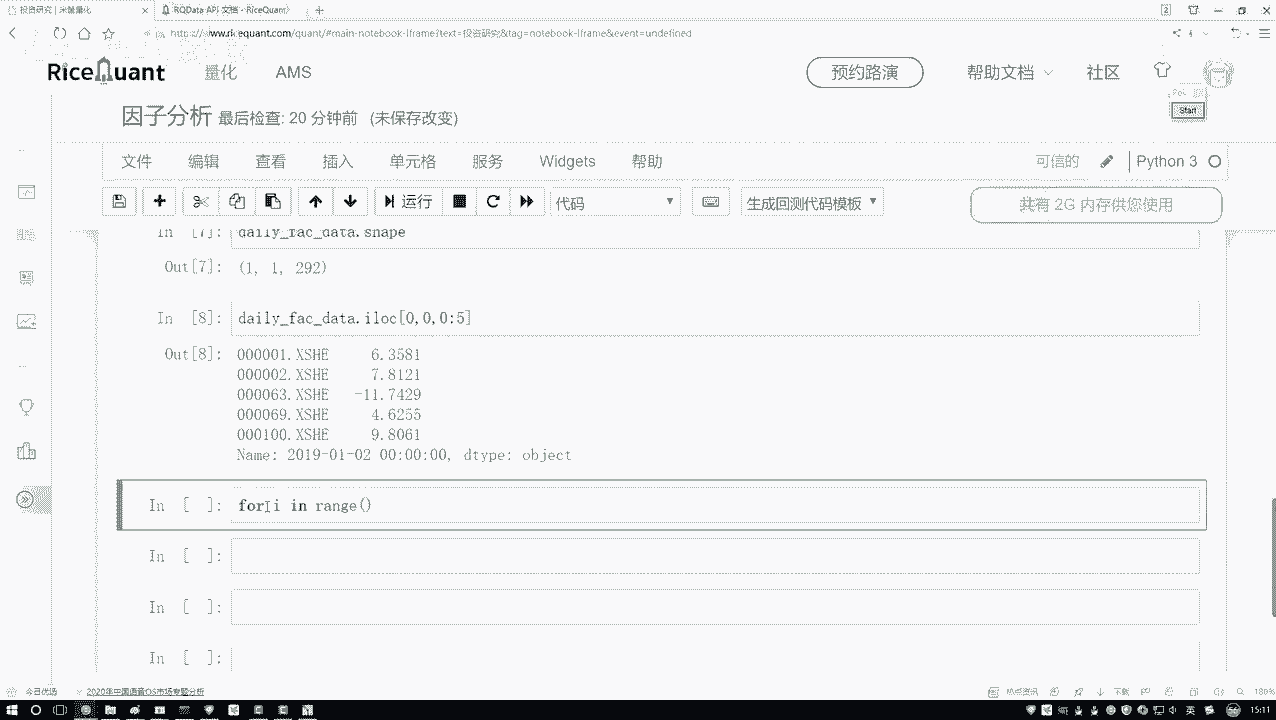 投资研究 | 米筐量化
RQData API 文档 - RiceQuant
http://www.ricequant.com/quant/#main-notebook-iframe?text=投资研究&tag=notebook-iframe&event=undefined
RiceQuant 量化 AMS 预约路演 帮助文档 社区
Start
因子分析 最后检查: 20 分钟前 (未保存改变)
文件 编辑 查看 插入 单元格 服务 Widgets 帮助 可信的 Python 3
运行 代码 生成回测代码模板 共有 2G 内存供您使用
In [7]: daily_fac_data.shape
Out[7]: (1, 1, 292)
In [8]: daily_fac_data.iloc[0,0,0:5]
Out[8]: 000001.XSHE 6.3581
000002.XSHE 7.8121
000063.XSHE -11.7429
000069.XSHE 4.6255
000100.XSHE 9.8061
Name: 2019-01-02 00:00:00, dtype: object
In [ ]: for i in range()
In [ ]:
In [ ]:
In [ ]:
今日优选 2020年中国语音OS市场专题分析 热点资讯 下载 180%
英 15:11